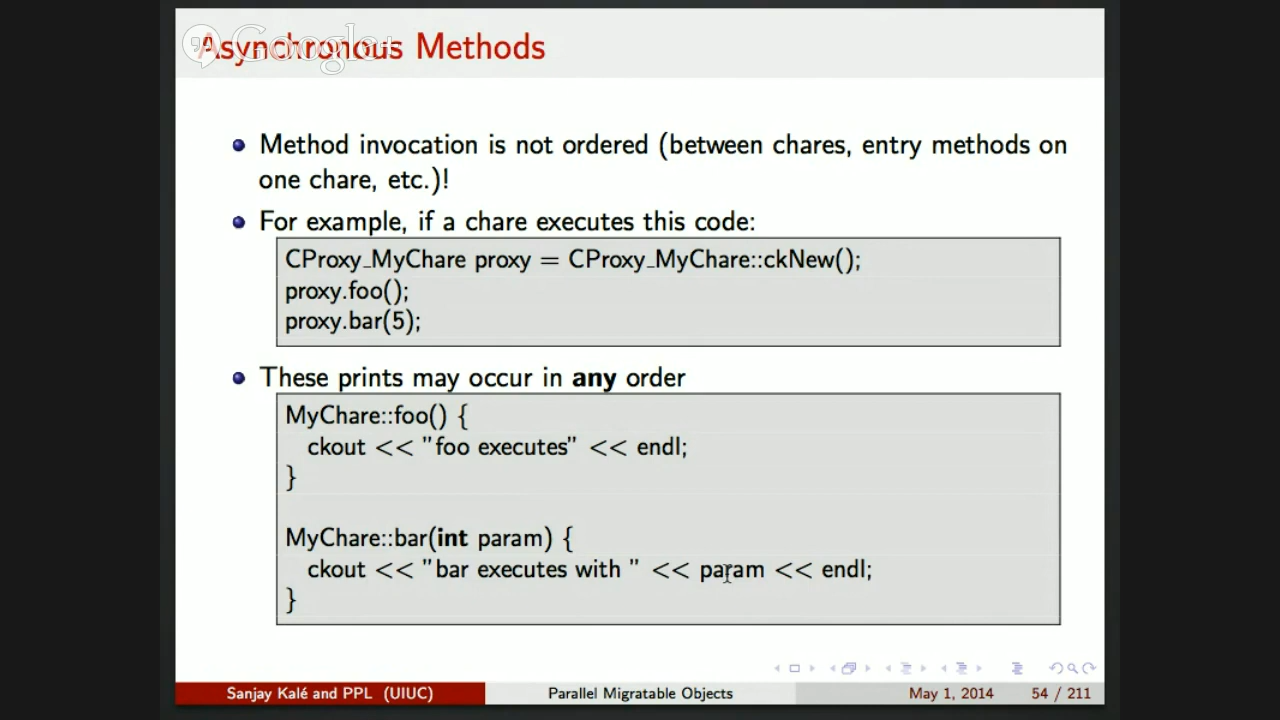 Asynchronous Methods
Google+
Method invocation is not ordered (between chares, entry methods on
one chare, etc.)!
For example, if a chare executes this code:
CProxy_MyChare proxy = CProxy_MyChare::ckNew();
proxy.foo();
proxy.bar(5);
These prints may occur in any order
MyChare::foo() {
ckout << "foo executes" << endl;
}
MyChare::bar(int param) {
ckout << "bar executes with " << param << endl;
}
Sanjay Kalé and PPL (UIUC)
Parallel Migratable Objects
May 1, 2014
54 / 211